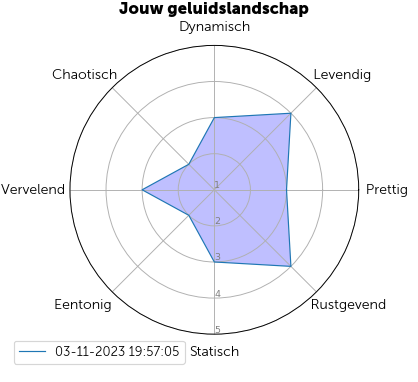 Jouw geluidslandschap
Dynamisch
Chaotisch
Levendig
Vervelend
1
Prettig
2
3
4
Eentonig
Rustgevend
5
03-11-2023 19:57:05
Statisch